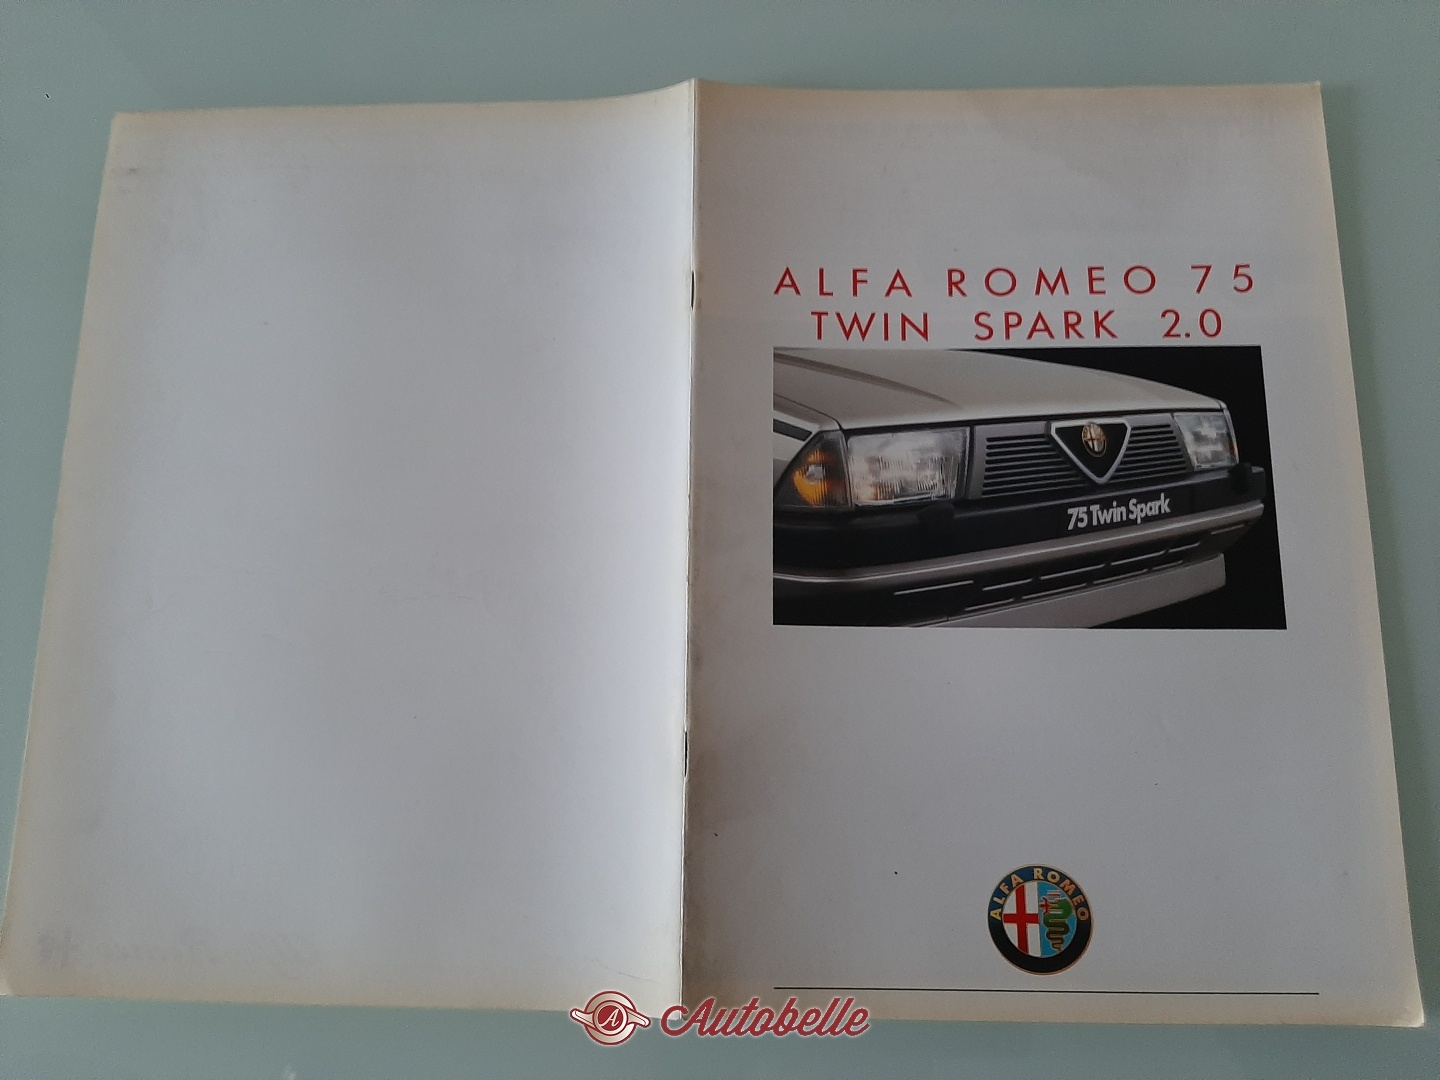 ALFA ROMEO 75
TWIN SPARK 2.0
75 Twin Spark
ALFA ROMEO
A Autobelle